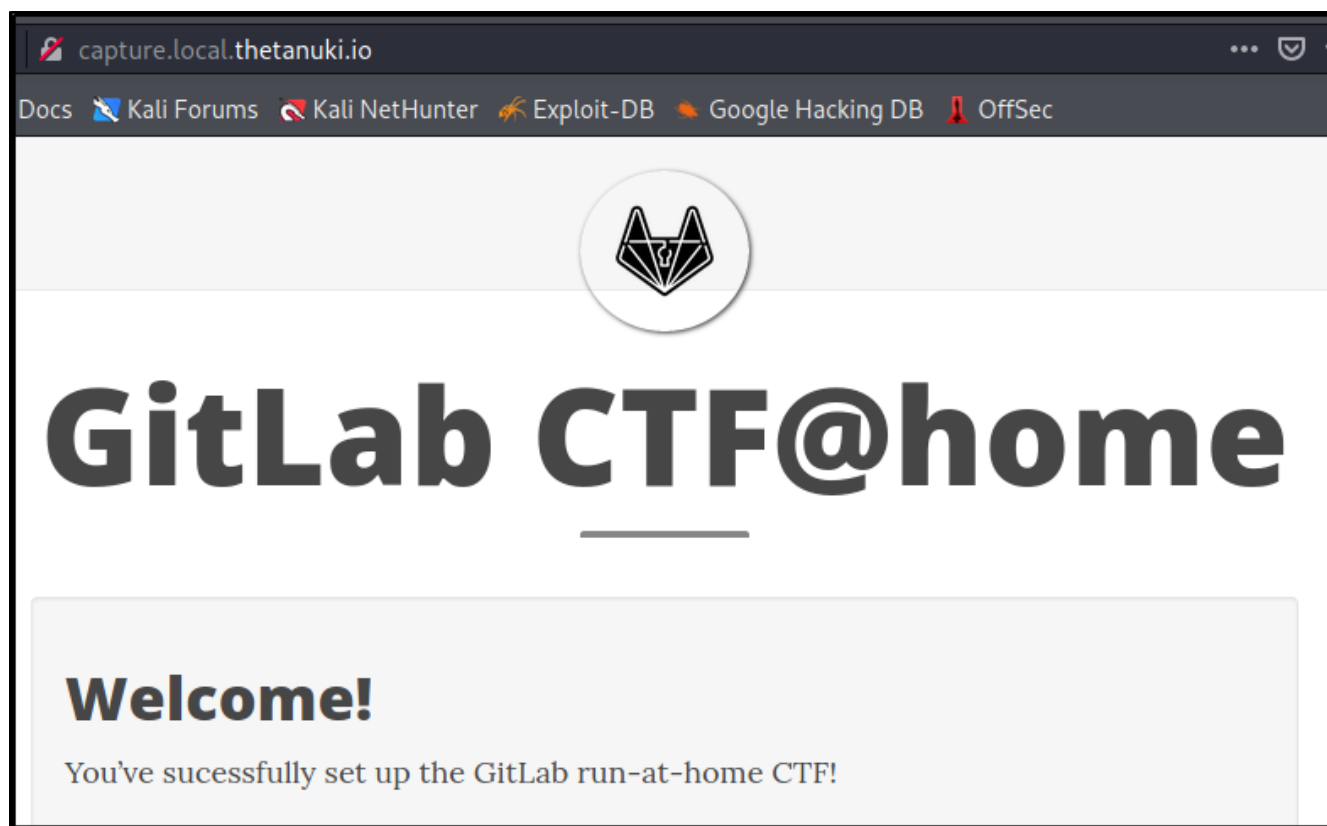 capture.local.thetanuki.io
Docs Kali Forums Kali NetHunter Exploit-DB Google Hacking DB OffSec
GitLab CTF@home
Welcome!
You’ve sucessfully set up the GitLab run-at-home CTF!